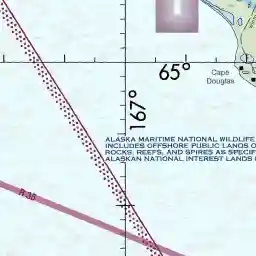 65°
Cape
Douglas
167°
ALASKA MARITIME NATIONAL WILDLIFE
INCLUDES OFFSHORE PUBLIC LANDS
ROCKS, REEFS, AND SPIRES AS SPECIF
ALASKAN NATIONAL INTEREST LANDS
R 38